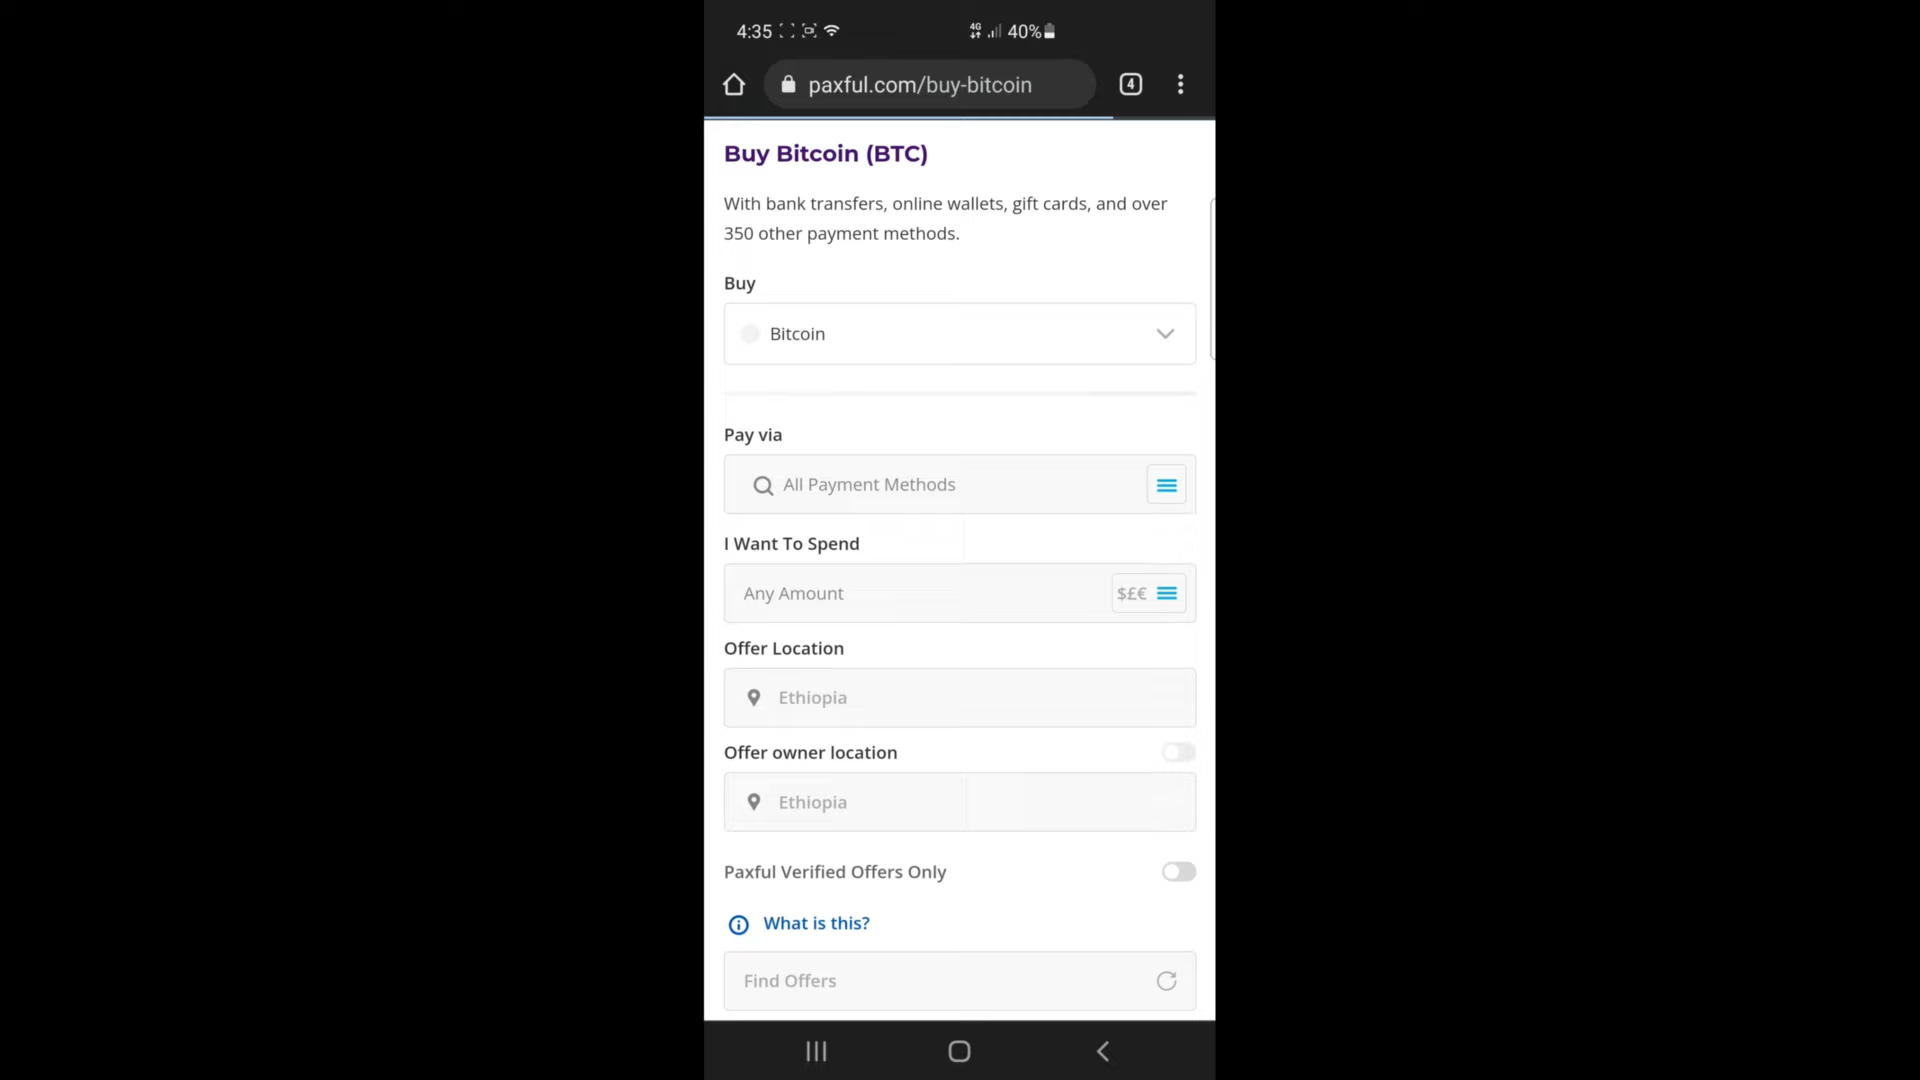 4:35
4G
40%
paxful.com/buy-bitcoin
4
Buy Bitcoin (BTC)
With bank transfers, online wallets, gift cards, and over
350 other payment methods.
Buy
Bitcoin
Pay via
All Payment Methods
I Want To Spend
Any Amount
$£€
Offer Location
Ethiopia
Offer owner location
Ethiopia
Paxful Verified Offers Only
What is this?
Find Offers